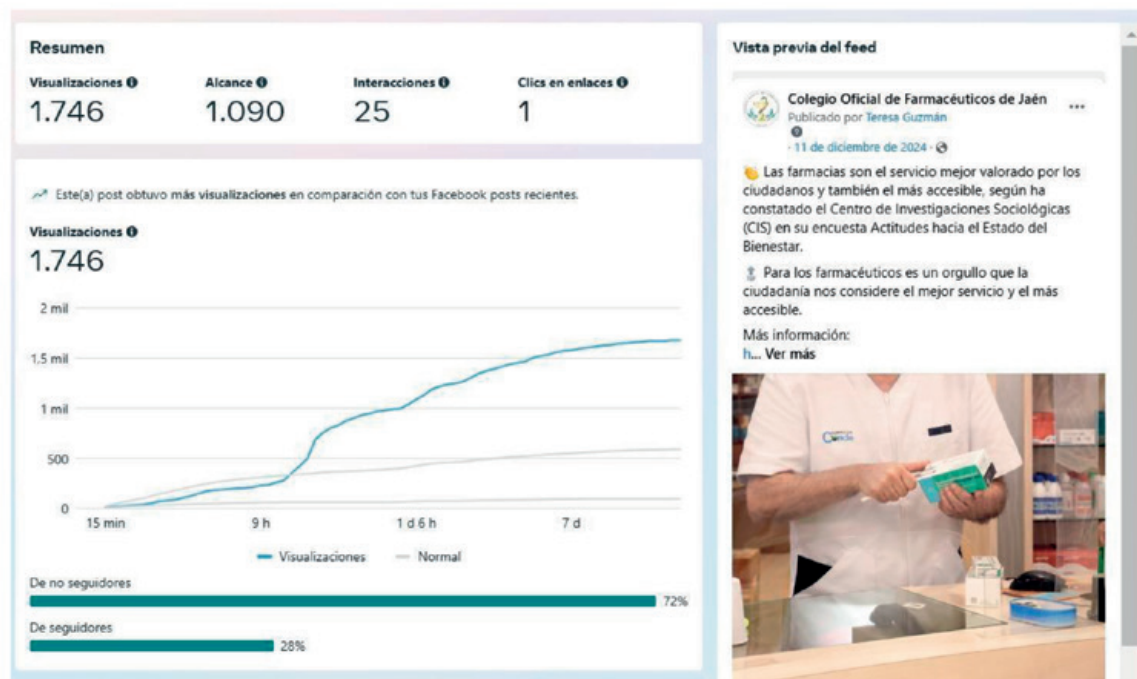 Resumen
Visualizaciones
1.746
Alcance
1.090
Interacciones
25
Clics en enlaces
1
Este(a) post obtuvo más visualizaciones en comparación con tus Facebook posts recientes.
Visualizaciones
1.746
2 mil
1.5 mil
1 mil
500
0
15 min
9 h
1 d 6 h
7 d
Visualizaciones
Normal
De no seguidores
72%
De seguidores
28%
Vista previa del feed
Colegio Oficial de Farmacéuticos de Jaén
Publicado por Teresa Guzmán
· 11 de diciembre de 2024 ·
👏 Las farmacias son el servicio mejor valorado por los
ciudadanos y también el más accesible, según ha
constatado el Centro de Investigaciones Sociológicas
(CIS) en su encuesta Actitudes hacia el Estado del
Bienestar.
Para los farmacéuticos es un orgullo que la
ciudadanía nos considere el mejor servicio y el más
accesible.
Más información:
h... Ver más